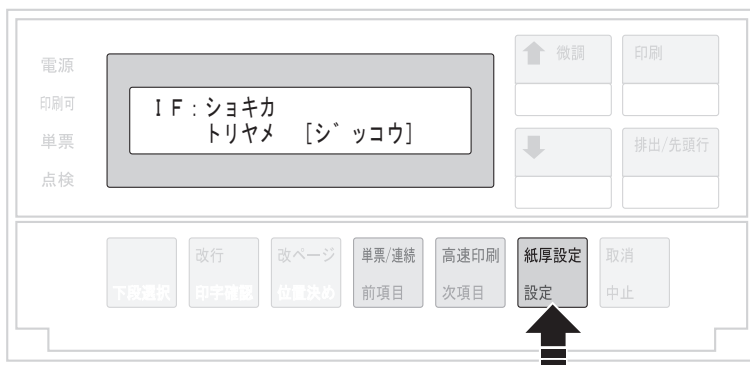 電源
印刷可
単票
点検
IF:ショキカ
トリヤメ [ジッコウ]
微調
印刷
排出/先頭行
下段選択
改行
印字確認
改ページ
位置決め
単票/連続
前項目
高速印刷
次項目
紙厚設定
設定
取消
中止